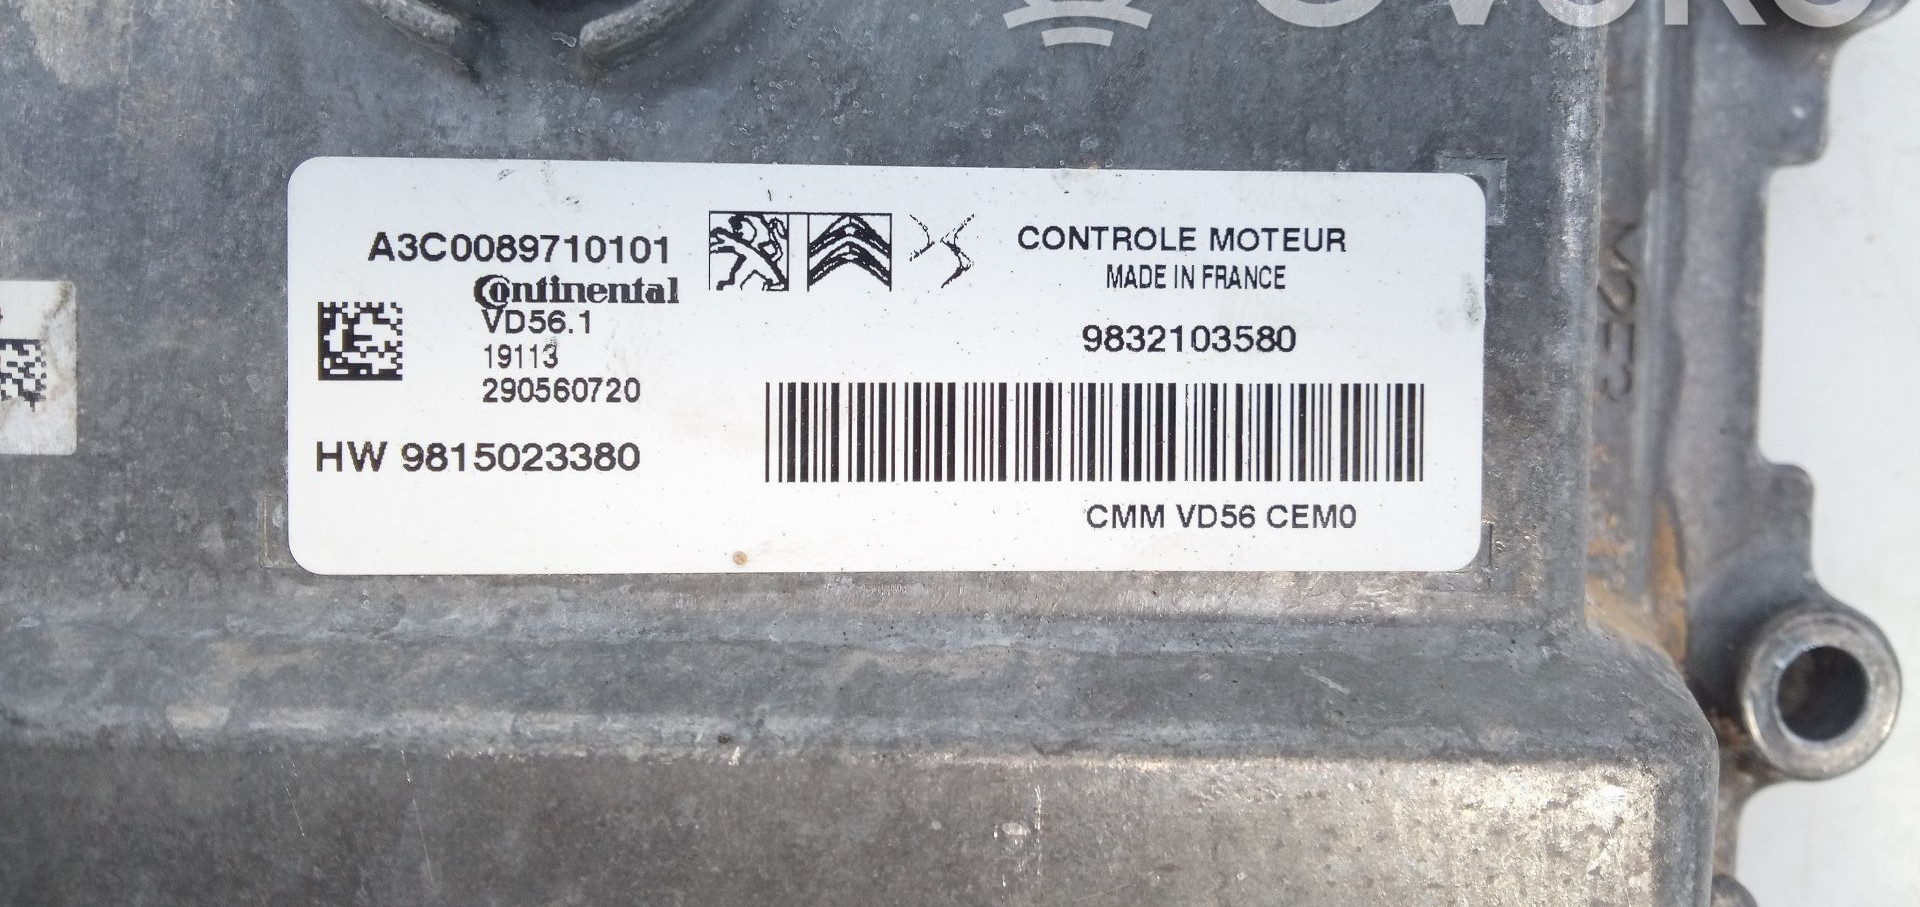 A3C0089710101
Continental
VD56.1
19113
290560720
HW 9815023380
CONTROLE MOTEUR
MADE IN FRANCE
9832103580
CMM VD56 CEM0